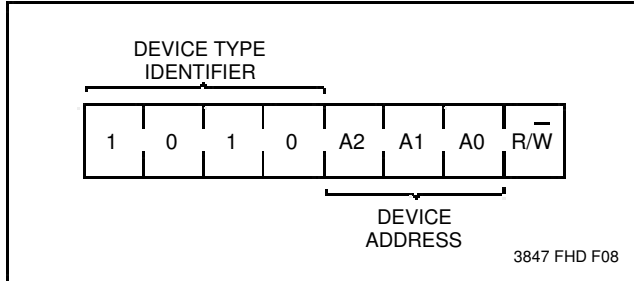 DEVICE TYPE
IDENTIFIER
1 0 1 0 A2 A1 A0 R/W̅
DEVICE
ADDRESS
3847 FHD F08